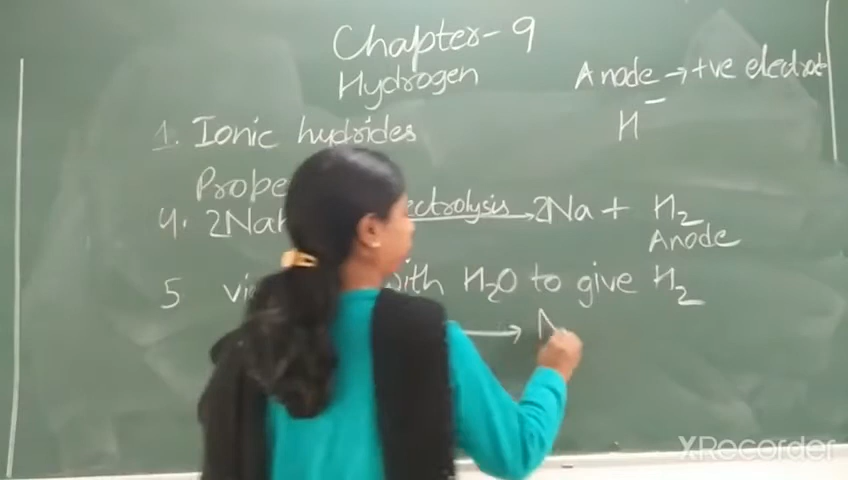 Chapter-9
Hydrogen
Anode → +ve electrod
H⁻
1. Ionic hydrides
Prope
4. 2Na ectrolysis → 2Na + H₂
Anode
5 vi with H₂O to give H₂
→ N
XRecorder